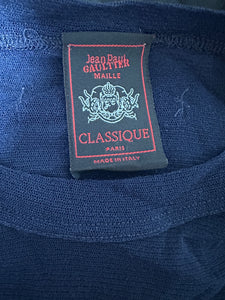 Jean Paul
GAULTIER
MAILLE
CLASSIQUE
PARIS
MADE IN ITALY